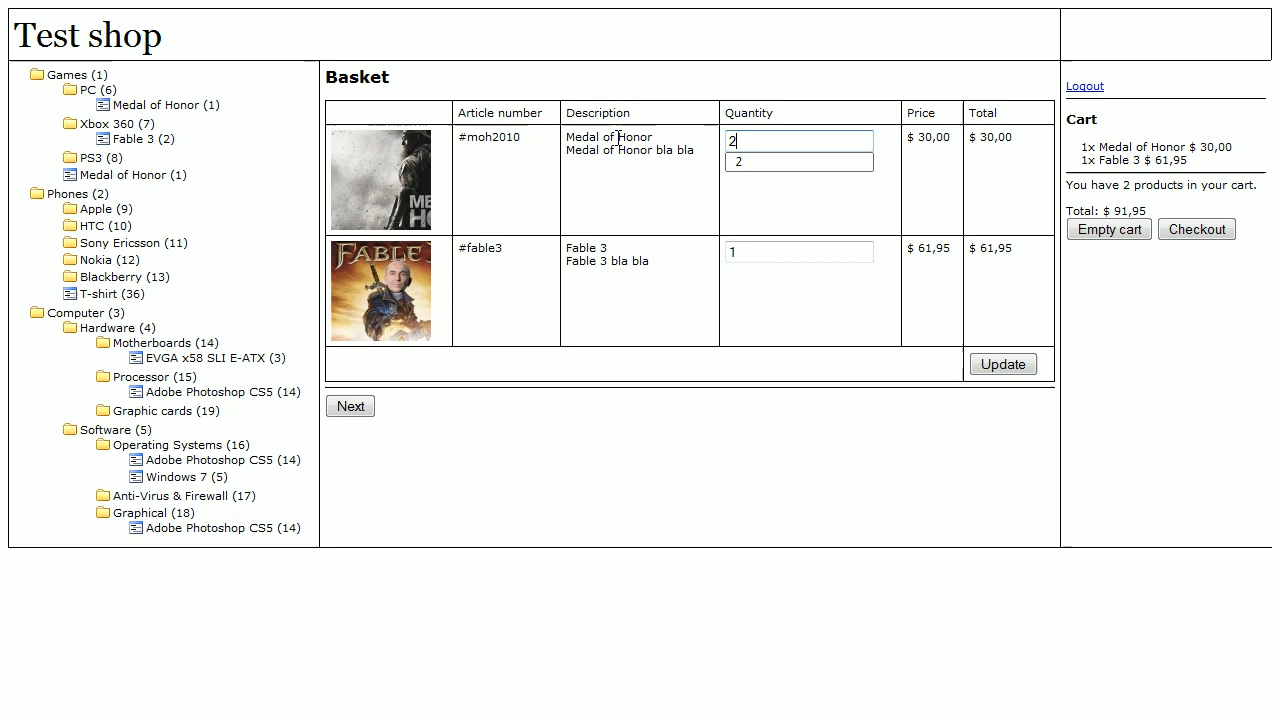 Test shop
Games (1)
PC (6)
Medal of Honor (1)
Xbox 360 (7)
Fable 3 (2)
PS3 (8)
Medal of Honor (1)
Phones (2)
Apple (9)
HTC (10)
Sony Ericsson (11)
Nokia (12)
Blackberry (13)
T-shirt (36)
Computer (3)
Hardware (4)
Motherboards (14)
EVGA x58 SLI E-ATX (3)
Processor (15)
Adobe Photoshop CS5 (14)
Graphic cards (19)
Software (5)
Operating Systems (16)
Adobe Photoshop CS5 (14)
Windows 7 (5)
Anti-Virus & Firewall (17)
Graphical (18)
Adobe Photoshop CS5 (14)
Basket
Article number Description Quantity Price Total
#moh2010 Medal of Honor 2 $ 30,00 $ 30,00
Medal of Honor bla bla
2
#fable3 Fable 3 1 $ 61,95 $ 61,95
Fable 3 bla bla
FABLE
Update
Next
Logout
Cart
1x Medal of Honor $ 30,00
1x Fable 3 $ 61,95
You have 2 products in your cart.
Total: $ 91,95
Empty cart Checkout